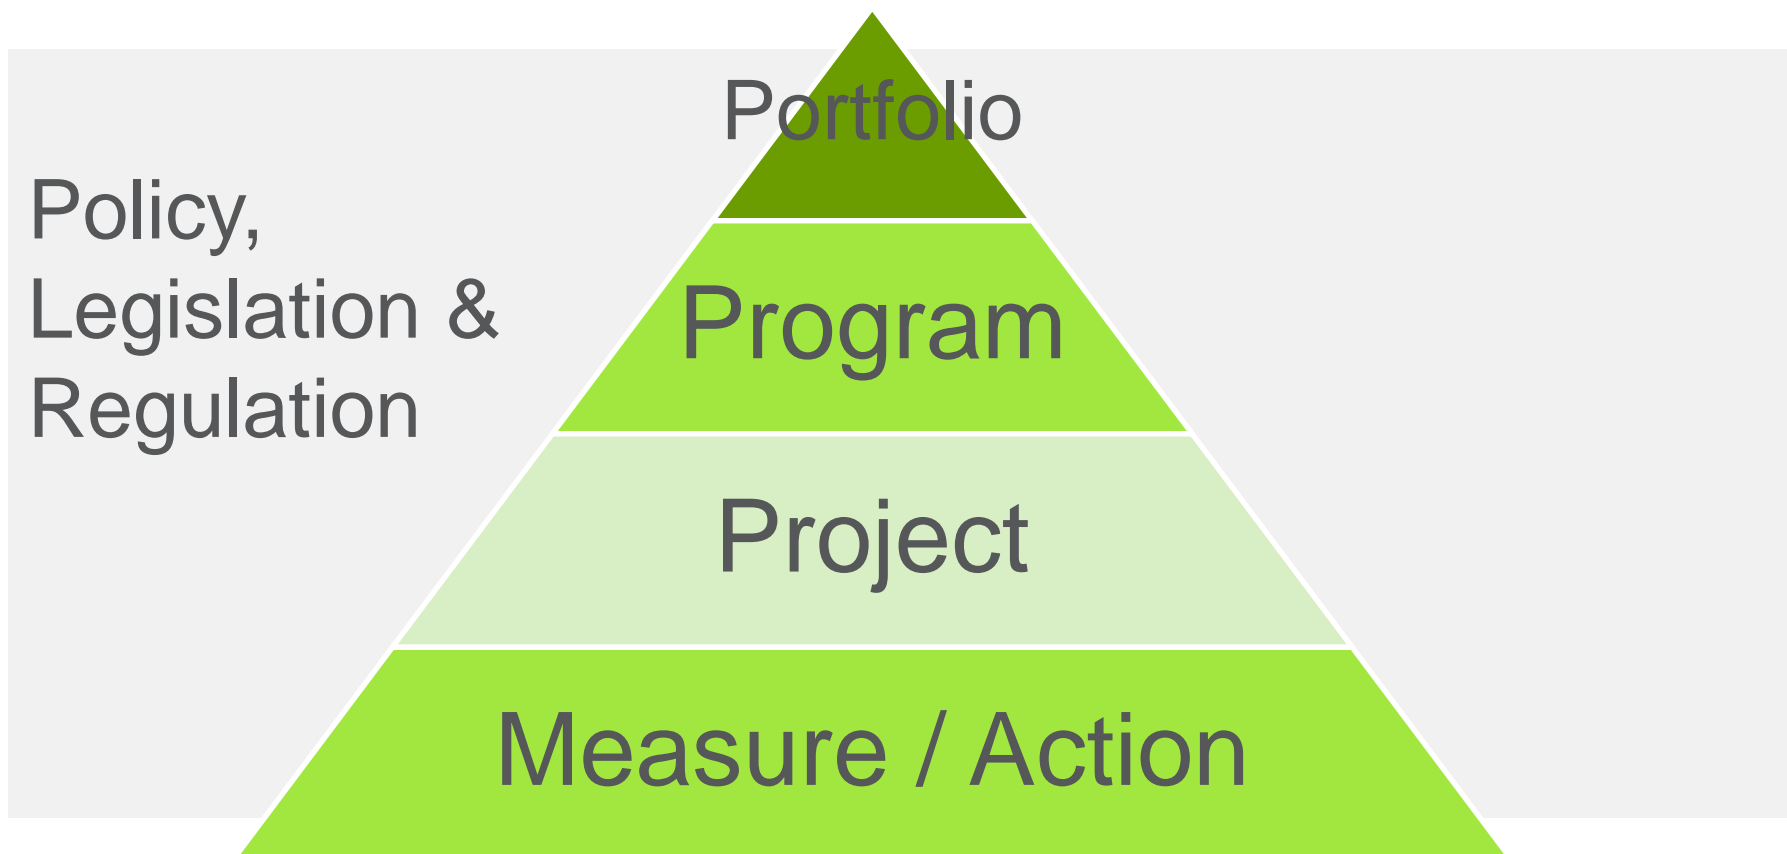 Portfolio
Policy,
Legislation &
Regulation
Program
Project
Measure / Action